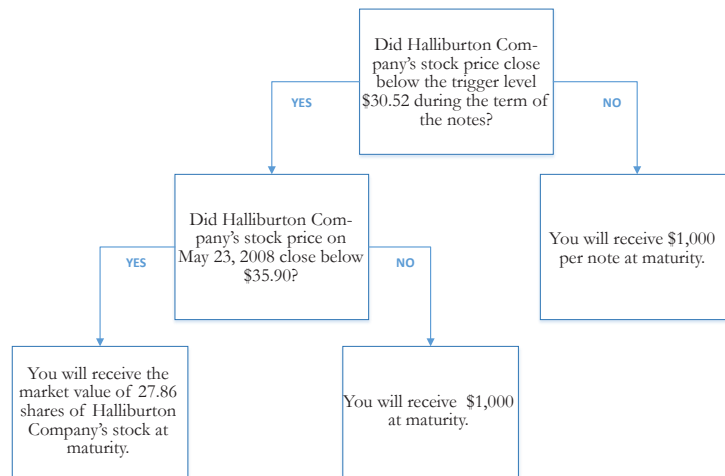 Did Halliburton Com-
pany's stock price close
below the trigger level
$30.52 during the term of
the notes?
YES
NO
Did Halliburton Com-
pany's stock price on
May 23, 2008 close below
$35.90?
You will receive $1,000
per note at maturity.
YES
NO
You will receive the
market value of 27.86
shares of Halliburton
Company's stock at
maturity.
You will receive $1,000
at maturity.